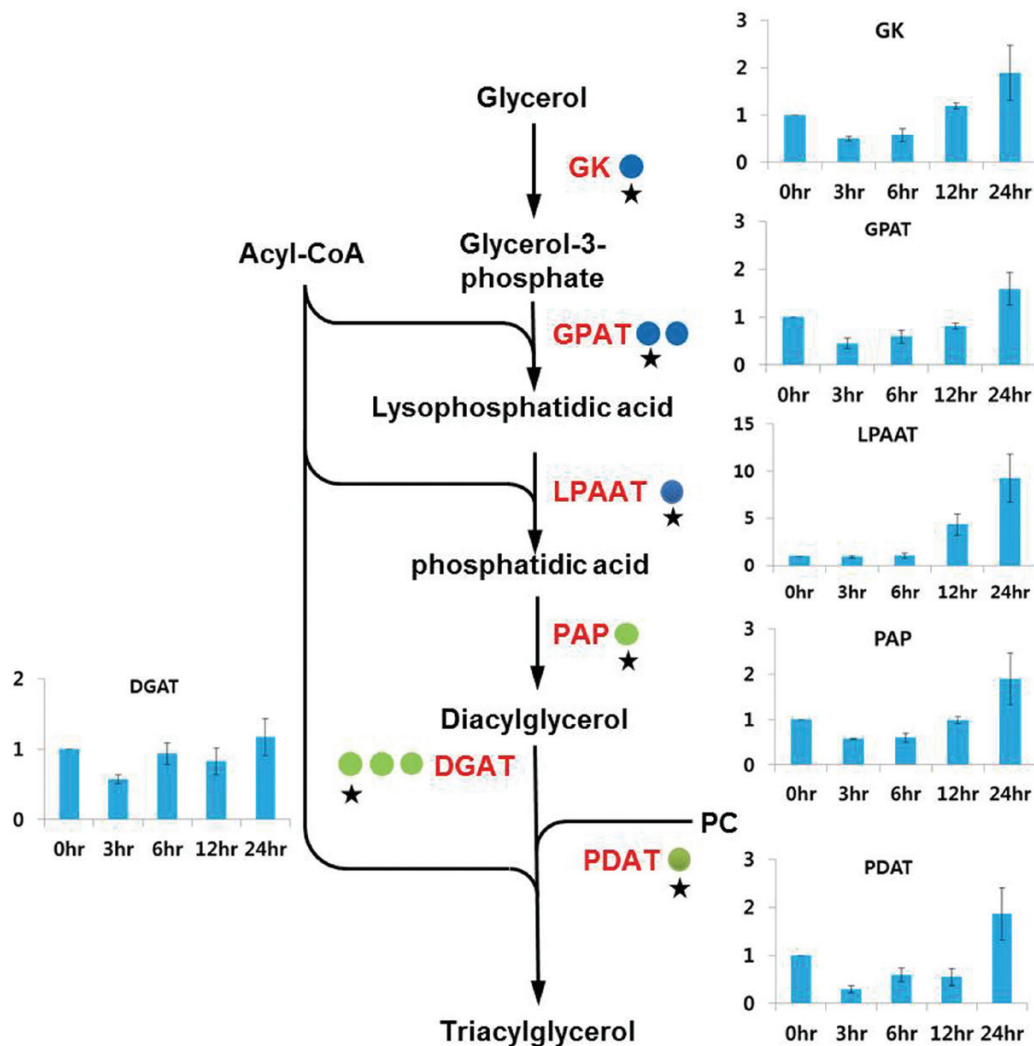 Glycerol
GK
Glycerol-3-
phosphate
Acyl-CoA
GPAT
Lysophosphatidic acid
LPAAT
phosphatidic acid
PAP
Diacylglycerol
DGAT
PC
PDAT
Triacylglycerol
GK
3
2
1
0
0hr 3hr 6hr 12hr 24hr
GPAT
3
2
1
0
0hr 3hr 6hr 12hr 24hr
LPAAT
15
10
5
0
0hr 3hr 6hr 12hr 24hr
PAP
3
2
1
0
0hr 3hr 6hr 12hr 24hr
DGAT
2
1
0
0hr 3hr 6hr 12hr 24hr
PDAT
3
2
1
0
0hr 3hr 6hr 12hr 24hr